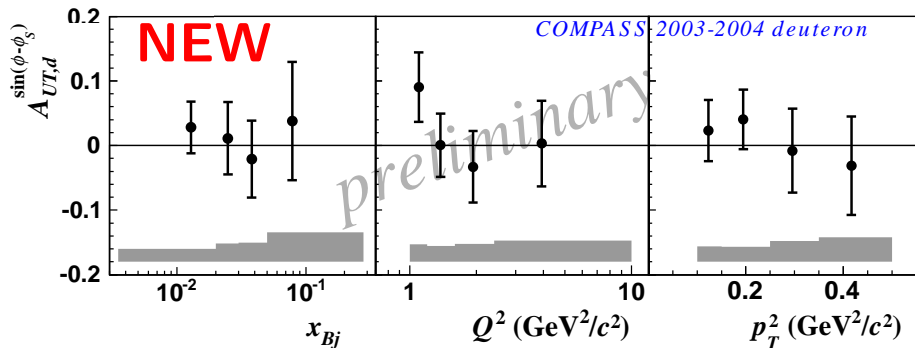 NEW
COMPASS 2003-2004 deuteron
preliminary
A_{UT,d}^{sin(ϕ-ϕ_S)}
0.2
0.1
0
-0.1
-0.2
10^{-2} 10^{-1} 1 10 0.2 0.4
x_{Bj} Q^2 (GeV^2/c^2) p_T^2 (GeV^2/c^2)